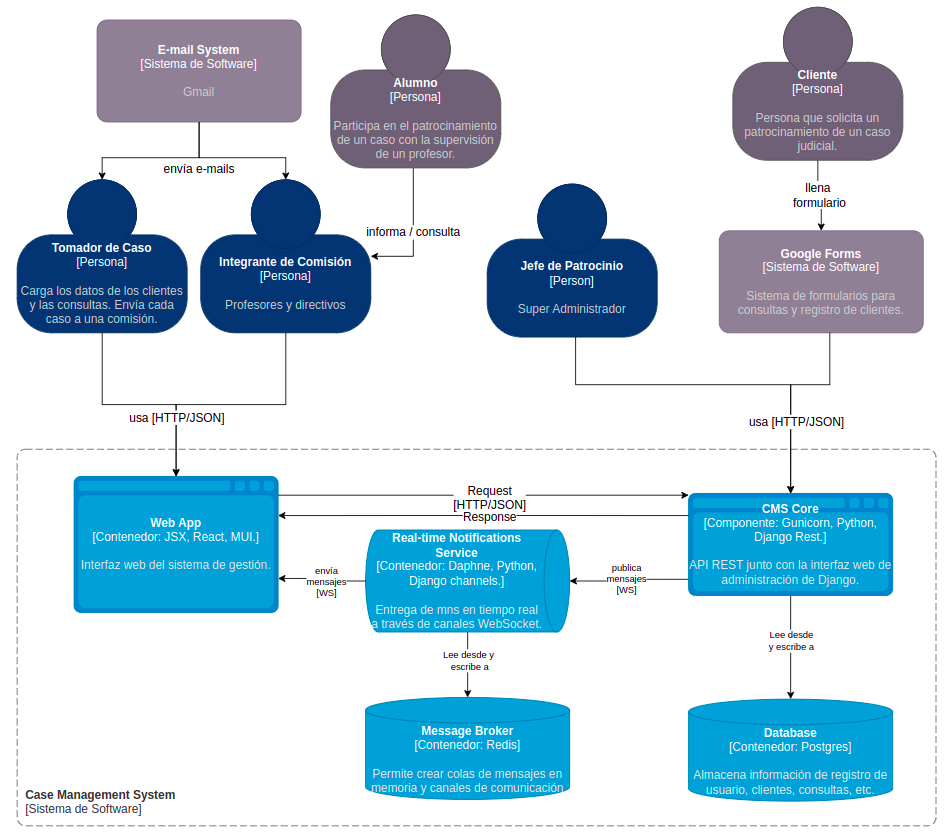 E-mail System
[Sistema de Software]
Gmail
Alumno
[Persona]
Participa en el patrocinamiento
de un caso con la supervisión
de un profesor.
Cliente
[Persona]
Persona que solicita un
patrocinamiento de un caso
judicial.
envía e-mails
llena
formulario
informa / consulta
Tomador de Caso
[Persona]
Carga los datos de los clientes
y las consultas. Envía cada
caso a una comisión.
Integrante de Comisión
[Persona]
Profesores y directivos
Jefe de Patrocinio
[Person]
Super Administrador
Google Forms
[Sistema de Software]
Sistema de formularios para
consultas y registro de clientes.
usa [HTTP/JSON]
usa [HTTP/JSON]
Web App
[Contenedor: JSX, React, MUI.]
Interfaz web del sistema de gestión.
Request
[HTTP/JSON]
Response
CMS Core
[Componente: Gunicorn, Python,
Django Rest.]
API REST junto con la interfaz web de
administración de Django.
Real-time Notifications
Service
[Contenedor: Daphne, Python,
Django channels.]
Entrega de mns en tiempo real
a través de canales WebSocket.
envía
mensajes
[WS]
publica
mensajes
[WS]
Lee desde y
escribe a
Lee desde
y escribe a
Message Broker
[Contenedor: Redis]
Permite crear colas de mensajes en
memoria y canales de comunicación
Database
[Contenedor: Postgres]
Almacena información de registro de
usuario, clientes, consultas, etc.
Case Management System
[Sistema de Software]